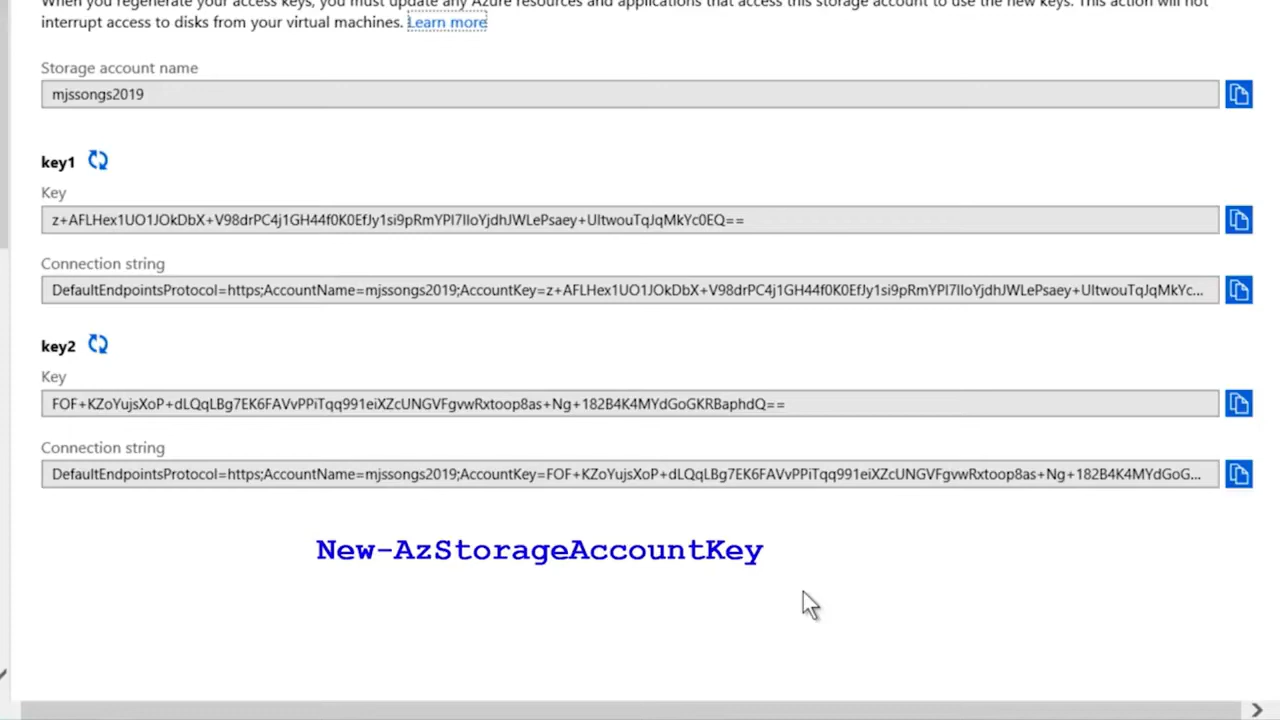 When you regenerate your access keys, you must update any Azure resources and applications that access this storage account to use the new keys. This action will not
interrupt access to disks from your virtual machines. Learn more
Storage account name
mjssongs2019
key1
Key
z+AFLHex1UO1JOkDbX+V98drPC4j1GH44f0K0EfJy1si9pRmYPl7lIoYjdhJWLePsaey+UltwouTqJqMkYc0EQ==
Connection string
DefaultEndpointsProtocol=https;AccountName=mjssongs2019;AccountKey=z+AFLHex1UO1JOkDbX+V98drPC4j1GH44f0K0EfJy1si9pRmYPl7lIoYjdhJWLePsaey+UltwouTqJqMkYc...
key2
Key
FOF+KZoYujsXoP+dLQqLBg7EK6FAVvPPiTqq991eiXZcUNGVFgvwRxtoop8as+Ng+182B4K4MYdGoGKRBaphdQ==
Connection string
DefaultEndpointsProtocol=https;AccountName=mjssongs2019;AccountKey=FOF+KZoYujsXoP+dLQqLBg7EK6FAVvPPiTqq991eiXZcUNGVFgvwRxtoop8as+Ng+182B4K4MYdGoG...
New-AzStorageAccountKey